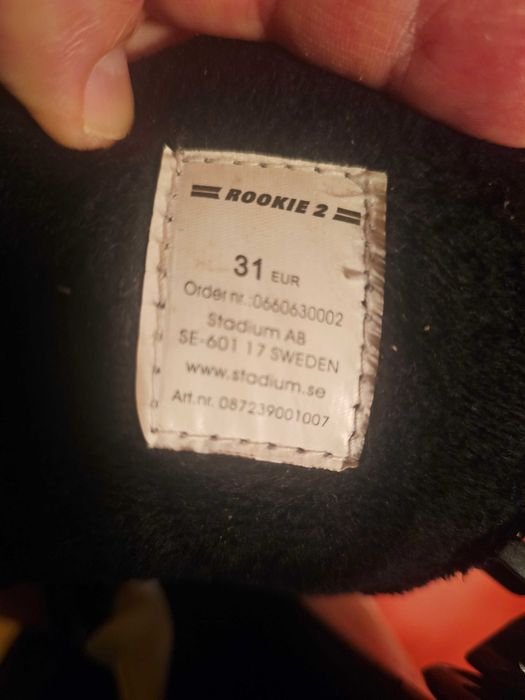 ROOKIE 2
31 EUR
Order nr.:0660630002
Stadium AB
SE-601 17 SWEDEN
www.stadium.se
Art.nr. 087239001007